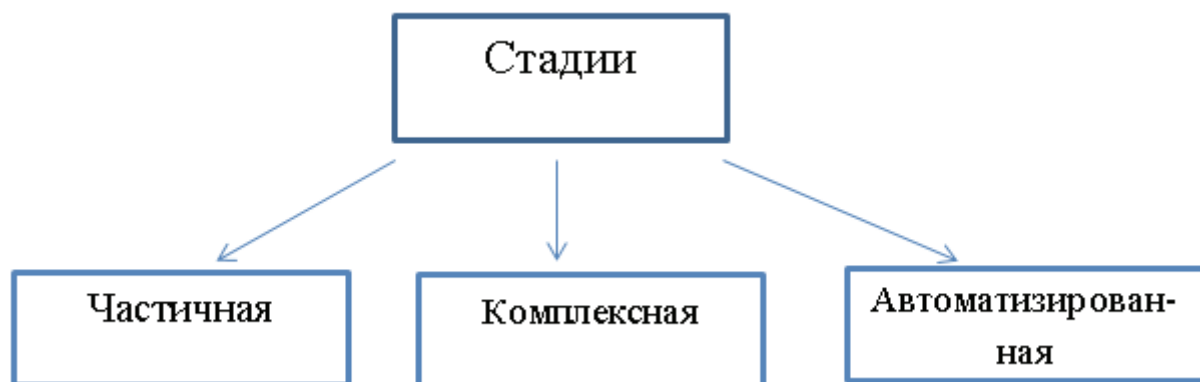 Стадии
Частичная
Комплексная
Автоматизирован-
ная